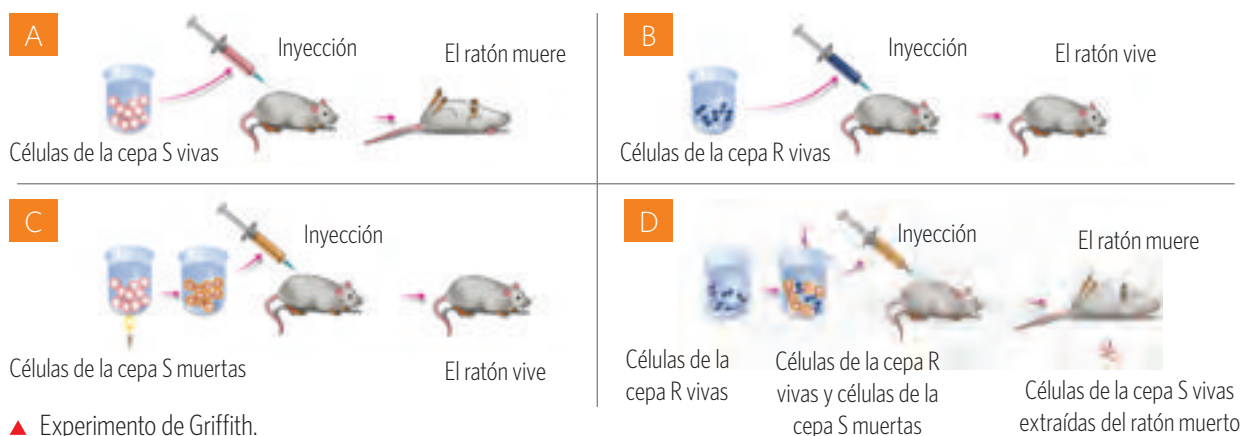 A
Inyección
El ratón muere
Células de la cepa S vivas
B
Inyección
El ratón vive
Células de la cepa R vivas
C
Inyección
Células de la cepa S muertas
El ratón vive
D
Inyección
El ratón muere
Células de la
cepa R vivas
Células de la cepa R
vivas y células de la
cepa S muertas
Células de la cepa S vivas
extraídas del ratón muerto
▲ Experimento de Griffith.